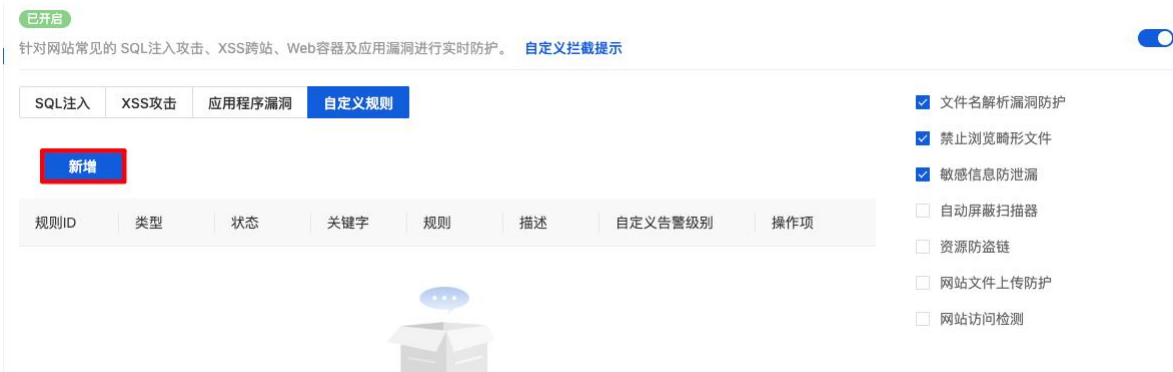 已开启
针对网站常见的 SQL注入攻击、XSS跨站、Web容器及应用漏洞进行实时防护。 自定义拦截提示
SQL注入 XSS攻击 应用程序漏洞 自定义规则
新增
规则ID 类型 状态 关键字 规则 描述 自定义告警级别 操作项
文件名解析漏洞防护
禁止浏览畸形文件
敏感信息防泄漏
自动屏蔽扫描器
资源防盗链
网站文件上传防护
网站访问检测